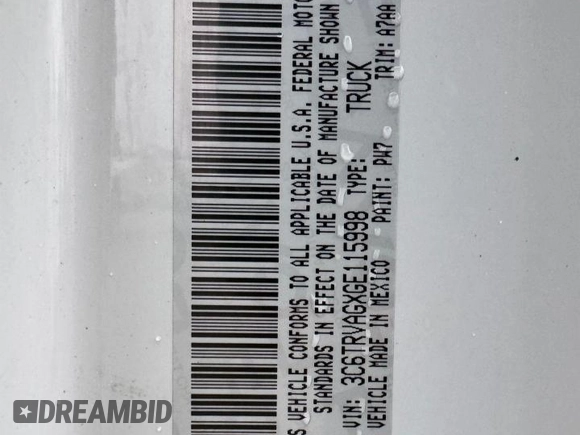 S VEHICLE CONFORMS TO ALL APPLICABLE U.S.A. FEDERAL MOTO
STANDARDS IN EFFECT ON THE DATE OF MANUFACTURE SHOWN
VIN: 3C6TRVAGXGE115998 TYPE: TRUCK
VEHICLE MADE IN MEXICO PAINT: PW7 TRIM: A7AA
DREAMBID